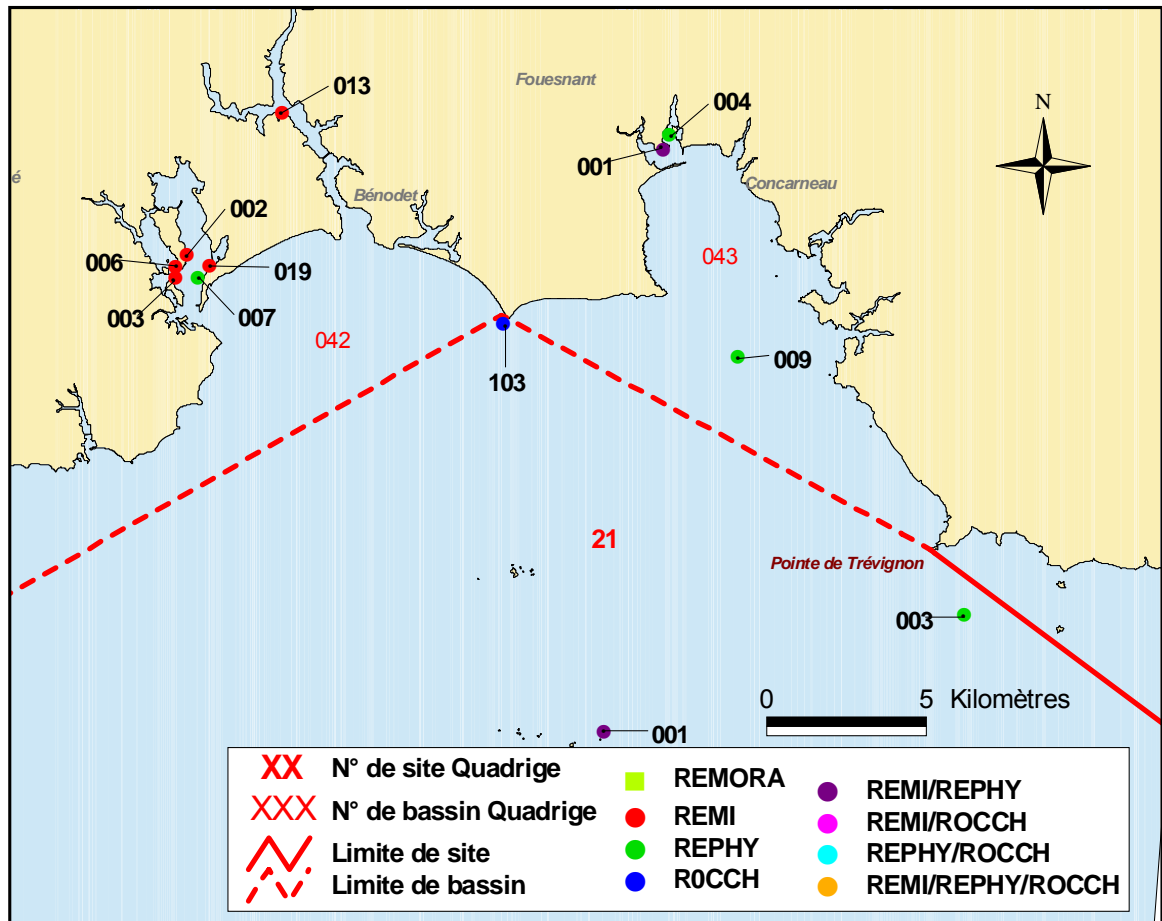 013
Fouesnant
004
N
001
é
Bénodet
Concarneau
002
006
019
043
003
007
042
009
103
21
Pointe de Trévignon
003
0 5 Kilomètres
001
XX N° de site Quadrige
XXX N° de bassin Quadrige
Limite de site
Limite de bassin
REMORA
REMI
REPHY
R0CCH
REMI/REPHY
REMI/ROCCH
REPHY/ROCCH
REMI/REPHY/ROCCH